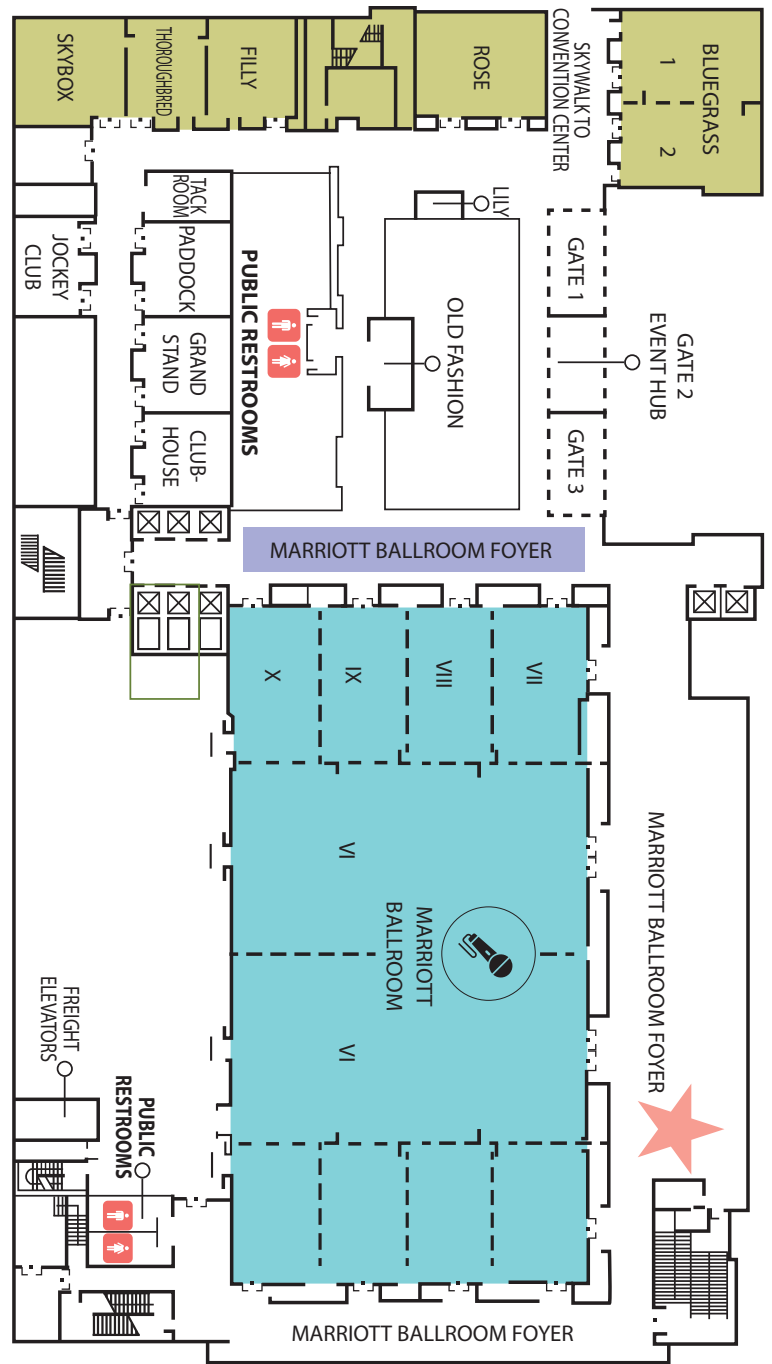 SKYBOX
THOROUGHBRED
FILLY
ROSE
SKYWALK TO
CONVENTION CENTER
BLUEGRASS
1
2
TACK
ROOM
LILY
JOCKEY
CLUB
PADDOCK
PUBLIC RESTROOMS
GATE 1
GRAND
STAND
OLD FASHION
GATE 2
EVENT HUB
CLUB-
HOUSE
GATE 3
MARRIOTT BALLROOM FOYER
X
IX
VIII
VII
VI
MARRIOTT
BALLROOM
MARRIOTT BALLROOM FOYER
VI
FREIGHT
ELEVATORS
PUBLIC
RESTROOMS
MARRIOTT BALLROOM FOYER